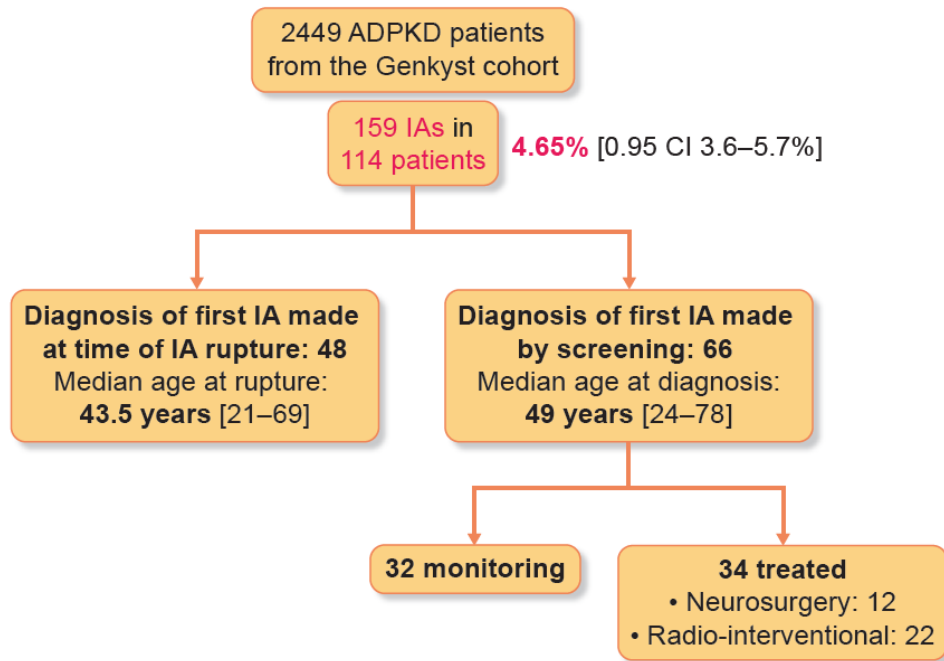 2449 ADPKD patients
from the Genkyst cohort
159 IAs in
114 patients
4.65% [0.95 CI 3.6–5.7%]
Diagnosis of first IA made
at time of IA rupture: 48
Median age at rupture:
43.5 years [21–69]
Diagnosis of first IA made
by screening: 66
Median age at diagnosis:
49 years [24–78]
32 monitoring
34 treated
• Neurosurgery: 12
• Radio-interventional: 22